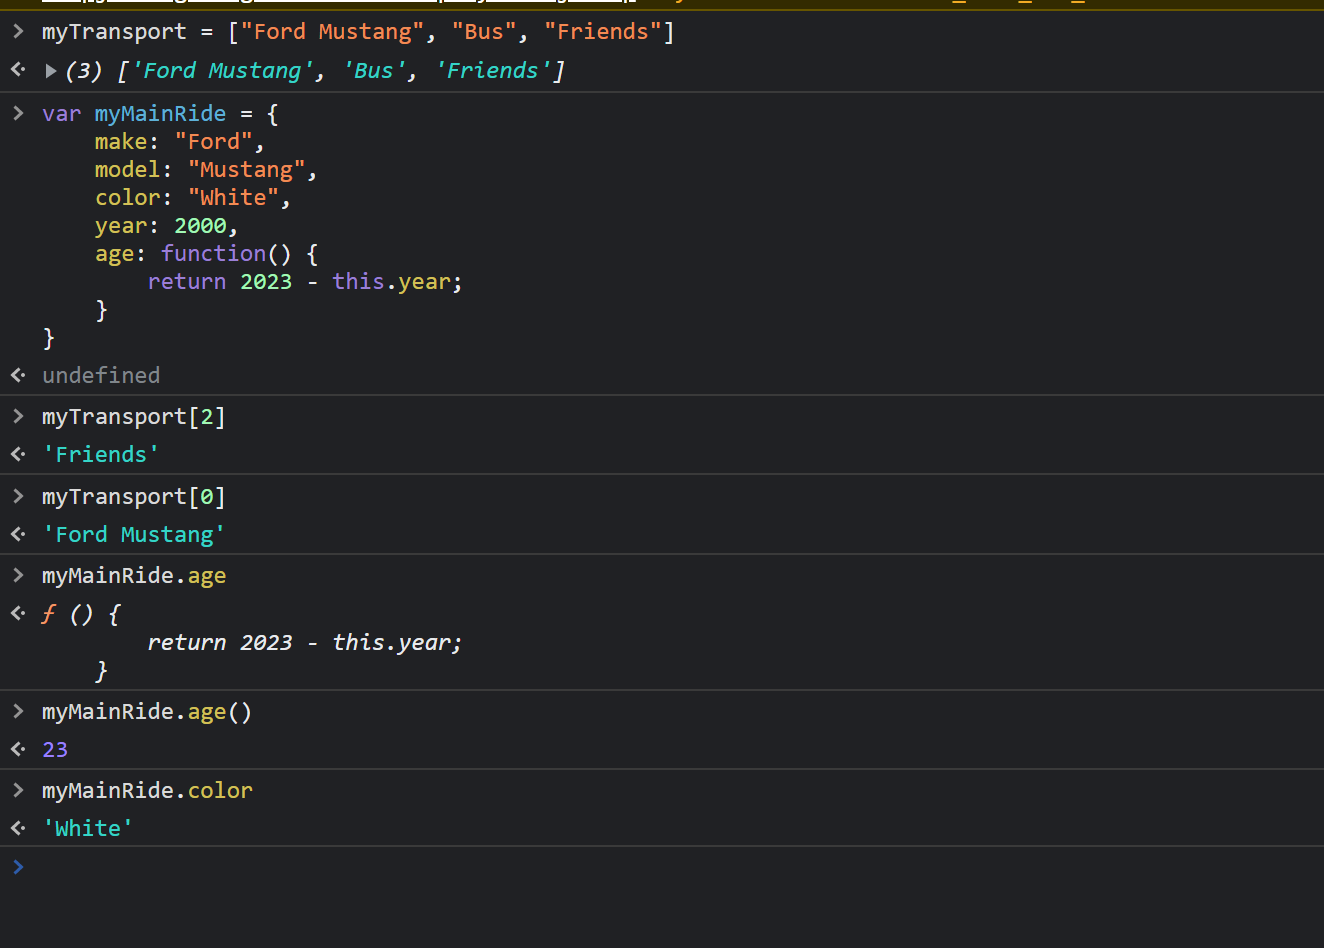 > myTransport = ["Ford Mustang", "Bus", "Friends"]
(3) ['Ford Mustang', 'Bus', 'Friends']
> var myMainRide = {
make: "Ford",
model: "Mustang",
color: "White",
year: 2000,
age: function() {
return 2023 - this.year;
}
}
undefined
> myTransport[2]
'Friends'
> myTransport[0]
'Ford Mustang'
> myMainRide.age
ƒ () {
return 2023 - this.year;
}
> myMainRide.age()
23
> myMainRide.color
'White'
>